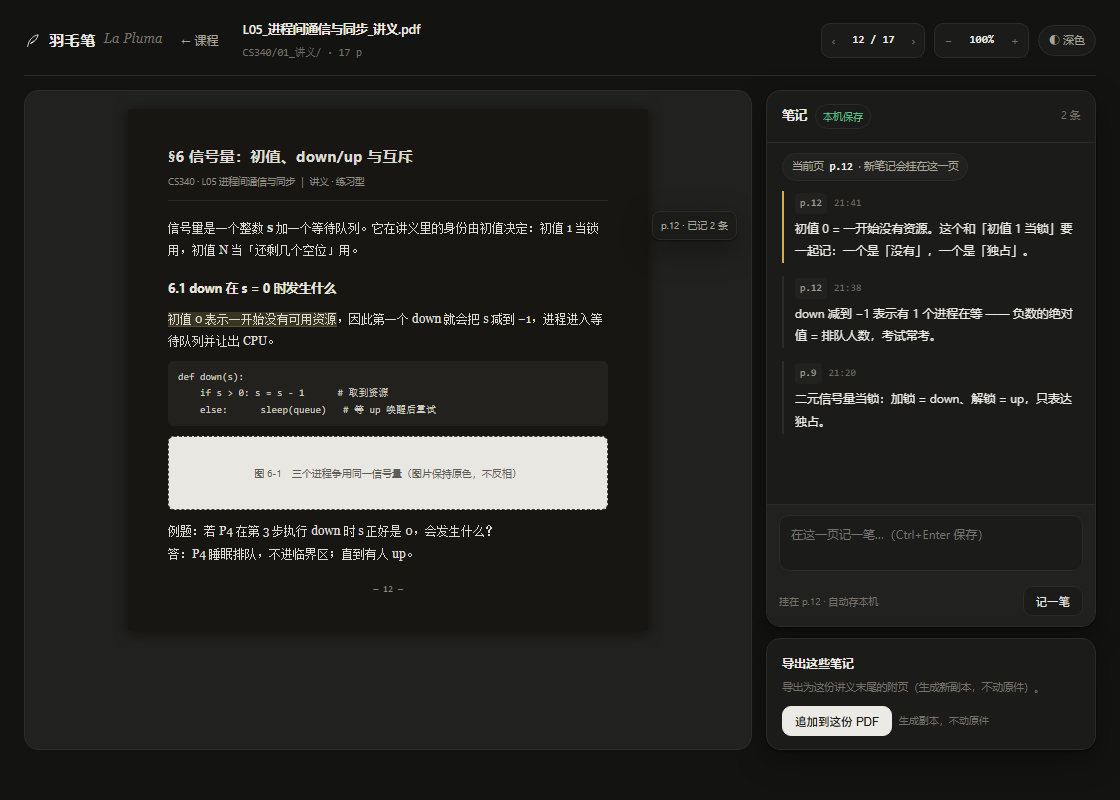 羽毛笔 La Pluma ←课程
L05_进程间通信与同步_讲义.pdf
CS340/01_讲义/ · 17 p
‹ 12 / 17 ›
− 100% +
深色
§6 信号量：初值、down/up 与互斥
CS340 · L05 进程间通信与同步 | 讲义 · 练习型
信号量是一个整数 s 加一个等待队列。它在讲义里的身份由初值决定：初值 1 当锁
用，初值 N 当「还剩几个空位」用。
6.1 down 在 s = 0 时发生什么
初值 0 表示一开始没有可用资源，因此第一个 down 就会把 s 减到 −1，进程进入等
待队列并让出 CPU。
def down(s):
if s > 0: s = s - 1 # 取到资源
else: sleep(queue) # 等 up 唤醒后重试
图 6-1 三个进程争用同一信号量（图片保持原色，不反相）
例题：若 P4 在第 3 步执行 down 时 s 正好是 0，会发生什么？
答：P4 睡眠排队，不进临界区；直到有人 up。
— 12 —
p.12 · 已记 2 条
笔记 本机保存 2 条
当前页 p.12 · 新笔记会挂在这一页
p.12 21:41
初值 0 = 一开始没有资源。这个和「初值 1 当锁」要
一起记：一个是「没有」，一个是「独占」。
p.12 21:38
down 减到 −1 表示有 1 个进程在等 —— 负数的绝对
值 = 排队人数，考试常考。
p.9 21:20
二元信号量当锁：加锁 = down、解锁 = up，只表达
独占。
在这一页记一笔…（Ctrl+Enter 保存）
挂在 p.12 · 自动存本机
记一笔
导出这些笔记
导出为这份讲义末尾的附页（生成新副本，不动原件）。
追加到这份 PDF 生成副本，不动原件